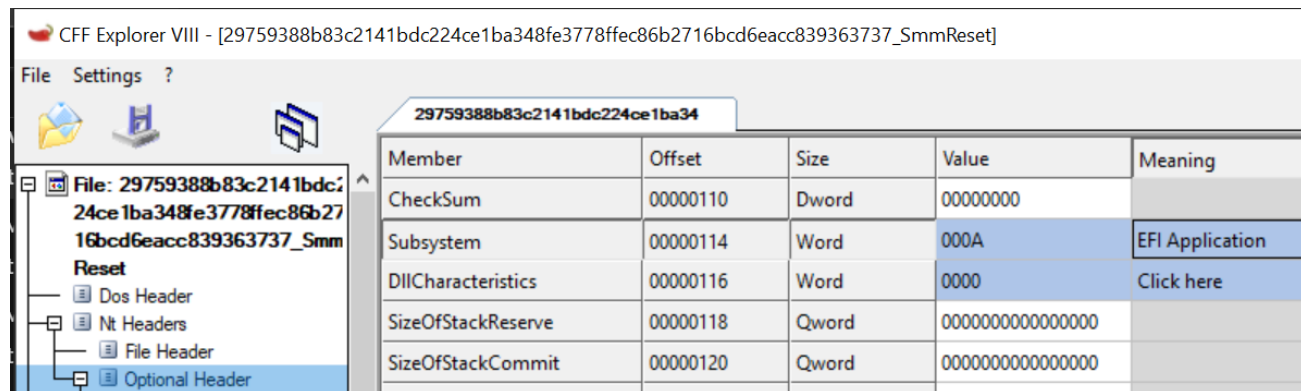 CFF Explorer VIII - [29759388b83c2141bdc224ce1ba348fe3778ffec86b2716bcd6eacc839363737_SmmReset]
File Settings ?
29759388b83c2141bdc224ce1ba34
Member Offset Size Value Meaning
CheckSum 00000110 Dword 00000000
Subsystem 00000114 Word 000A EFI Application
DllCharacteristics 00000116 Word 0000 Click here
SizeOfStackReserve 00000118 Qword 0000000000000000
SizeOfStackCommit 00000120 Qword 0000000000000000
File: 29759388b83c2141bdc2
24ce1ba348fe3778ffec86b27
16bcd6eacc839363737_Smm
Reset
Dos Header
Nt Headers
File Header
Optional Header